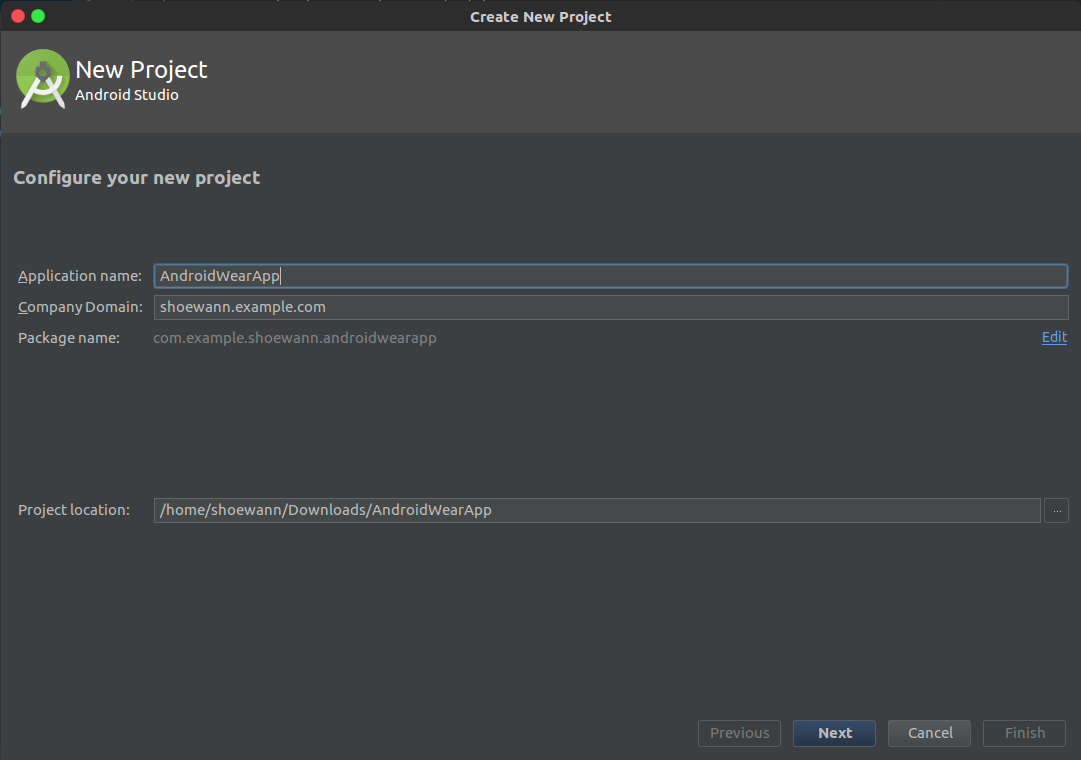 Create New Project
New Project
Android Studio
Configure your new project
Application name: AndroidWearApp
Company Domain: shoewann.example.com
Package name: com.example.shoewann.androidwearapp Edit
Project location: /home/shoewann/Downloads/AndroidWearApp ...
Previous Next Cancel Finish